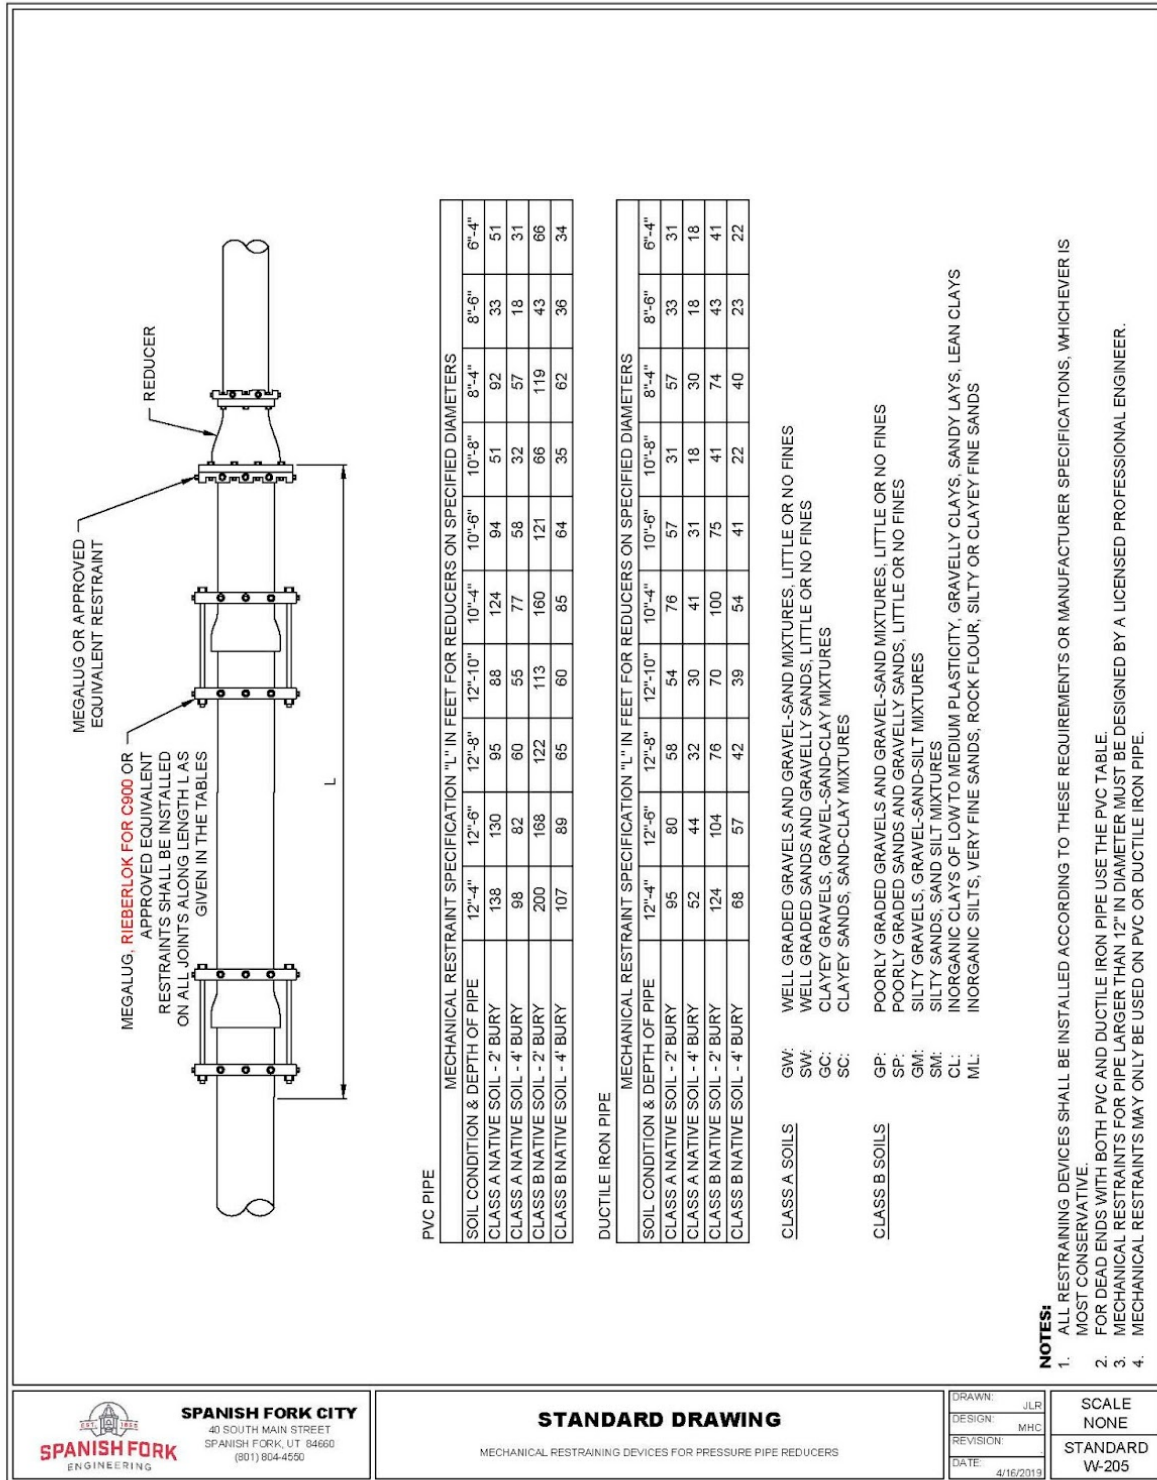 MEGALUG OR APPROVED
EQUIVALENT RESTRAINT
REDUCER
MEGALUG, RIEBERLOK FOR C900 OR
APPROVED EQUIVALENT
RESTRAINTS SHALL BE INSTALLED
ON ALL JOINTS ALONG LENGTH L AS
GIVEN IN THE TABLES
L
PVC PIPE
MECHANICAL RESTRAINT SPECIFICATION "L" IN FEET FOR REDUCERS ON SPECIFIED DIAMETERS
SOIL CONDITION & DEPTH OF PIPE 12"-4" 12"-6" 12"-8" 12"-10" 10"-4" 10"-6" 10"-8" 8"-4" 8"-6" 6"-4"
CLASS A NATIVE SOIL - 2' BURY 138 130 95 88 124 94 51 92 33 51
CLASS A NATIVE SOIL - 4' BURY 98 82 60 55 77 58 32 57 18 31
CLASS B NATIVE SOIL - 2' BURY 200 168 122 113 160 121 66 119 43 66
CLASS B NATIVE SOIL - 4' BURY 107 89 65 60 85 64 35 62 36 34
DUCTILE IRON PIPE
MECHANICAL RESTRAINT SPECIFICATION "L" IN FEET FOR REDUCERS ON SPECIFIED DIAMETERS
SOIL CONDITION & DEPTH OF PIPE 12"-4" 12"-6" 12"-8" 12"-10" 10"-4" 10"-6" 10"-8" 8"-4" 8"-6" 6"-4"
CLASS A NATIVE SOIL - 2' BURY 95 80 58 54 76 57 31 57 33 31
CLASS A NATIVE SOIL - 4' BURY 52 44 32 30 41 31 18 30 18 18
CLASS B NATIVE SOIL - 2' BURY 124 104 76 70 100 75 41 74 43 41
CLASS B NATIVE SOIL - 4' BURY 68 57 42 39 54 41 22 40 23 22
CLASS A SOILS GW: WELL GRADED GRAVELS AND GRAVEL-SAND MIXTURES, LITTLE OR NO FINES
SW: WELL GRADED SANDS AND GRAVELLY SANDS, LITTLE OR NO FINES
GC: CLAYEY GRAVELS, GRAVEL-SAND-CLAY MIXTURES
SC: CLAYEY SANDS, SAND-CLAY MIXTURES
CLASS B SOILS GP: POORLY GRADED GRAVELS AND GRAVEL-SAND MIXTURES, LITTLE OR NO FINES
SP: POORLY GRADED SANDS AND GRAVELLY SANDS, LITTLE OR NO FINES
GM: SILTY GRAVELS, GRAVEL-SAND-SILT MIXTURES
SM: SILTY SANDS, SAND SILT MIXTURES
CL: INORGANIC CLAYS OF LOW TO MEDIUM PLASTICITY, GRAVELLY CLAYS, SANDY LAYS, LEAN CLAYS
ML: INORGANIC SILTS, VERY FINE SANDS, ROCK FLOUR, SILTY OR CLAYEY FINE SANDS
NOTES:
1. ALL RESTRAINING DEVICES SHALL BE INSTALLED ACCORDING TO THESE REQUIREMENTS OR MANUFACTURER SPECIFICATIONS, WHICHEVER IS
MOST CONSERVATIVE.
2. FOR DEAD ENDS WITH BOTH PVC AND DUCTILE IRON PIPE USE THE PVC TABLE.
3. MECHANICAL RESTRAINTS FOR PIPE LARGER THAN 12" IN DIAMETER MUST BE DESIGNED BY A LICENSED PROFESSIONAL ENGINEER.
4. MECHANICAL RESTRAINTS MAY ONLY BE USED ON PVC OR DUCTILE IRON PIPE.
EST. 1855
SPANISH FORK
ENGINEERING
SPANISH FORK CITY
40 SOUTH MAIN STREET
SPANISH FORK, UT 84660
(801) 804-4550
STANDARD DRAWING
MECHANICAL RESTRAINING DEVICES FOR PRESSURE PIPE REDUCERS
DRAWN: JLR
DESIGN: MHC
REVISION:
DATE: 4/16/2019
SCALE
NONE
STANDARD
W-205